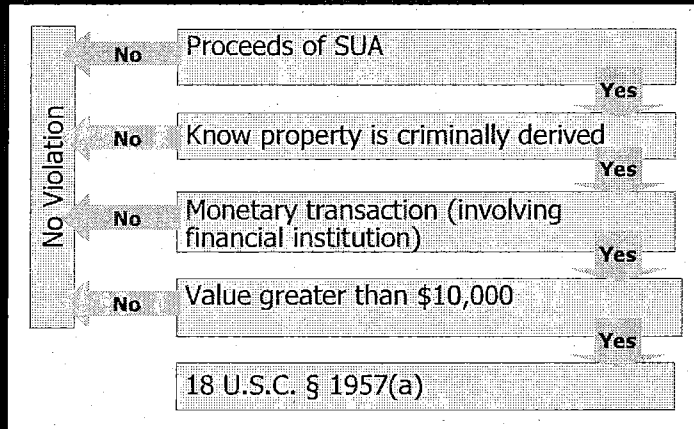 No
Proceeds of SUA
Yes
No
Know property is criminally derived
Yes
No
Monetary transaction (involving
financial institution)
Yes
No
Value greater than $10,000
Yes
18 U.S.C. § 1957(a)
No Violation